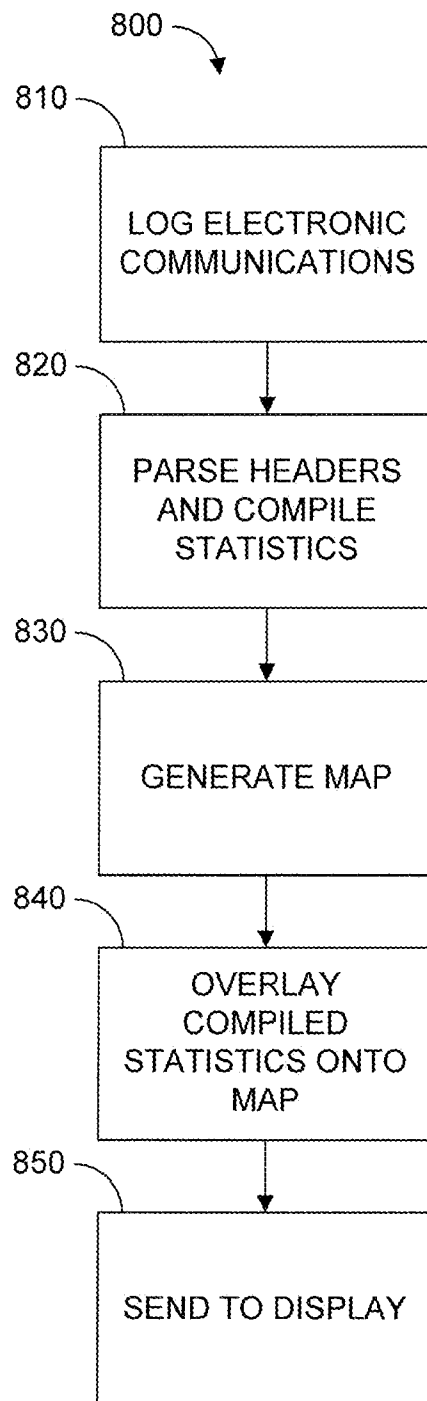 800
810
LOG ELECTRONIC
COMMUNICATIONS
820
PARSE HEADERS
AND COMPILE
STATISTICS
830
GENERATE MAP
840
OVERLAY
COMPILED
STATISTICS ONTO
MAP
850
SEND TO DISPLAY